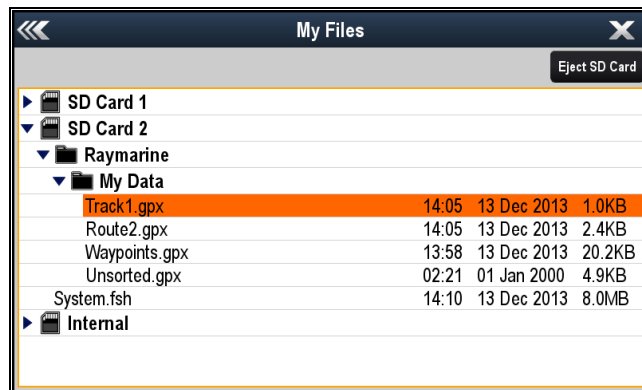 My Files
Eject SD Card
SD Card 1
SD Card 2
Raymarine
My Data
Track1.gpx 14:05 13 Dec 2013 1.0KB
Route2.gpx 14:05 13 Dec 2013 2.4KB
Waypoints.gpx 13:58 13 Dec 2013 20.2KB
Unsorted.gpx 02:21 01 Jan 2000 4.9KB
System.fsh 14:10 13 Dec 2013 8.0MB
Internal